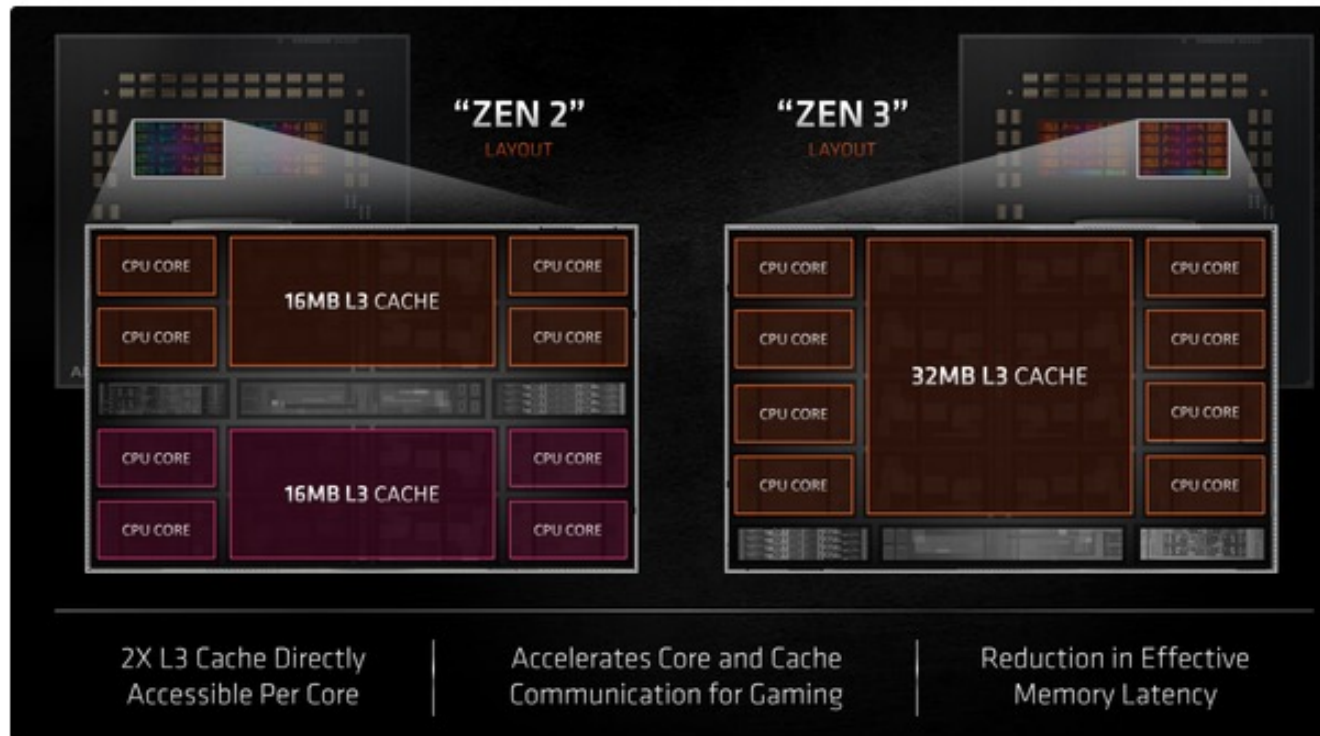 “ZEN 2”
LAYOUT
“ZEN 3”
LAYOUT
CPU CORE
16MB L3 CACHE
CPU CORE
CPU CORE
CPU CORE
CPU CORE
16MB L3 CACHE
CPU CORE
CPU CORE
CPU CORE
CPU CORE
CPU CORE
CPU CORE
CPU CORE
32MB L3 CACHE
CPU CORE
CPU CORE
CPU CORE
CPU CORE
2X L3 Cache Directly
Accessible Per Core
Accelerates Core and Cache
Communication for Gaming
Reduction in Effective
Memory Latency